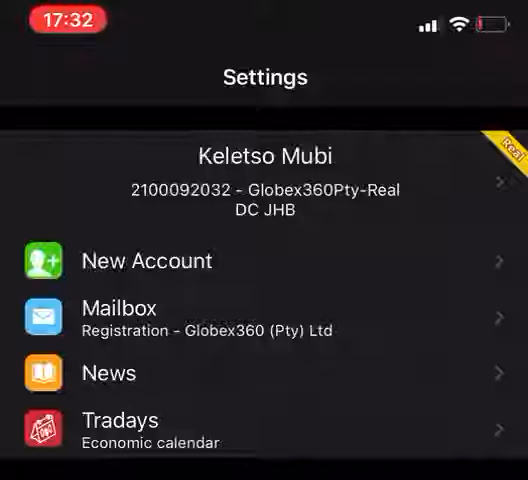 17:32
Settings
Real
Keletso Mubi
2100092032 - Globex360Pty-Real
DC JHB
New Account
Mailbox
Registration - Globex360 (Pty) Ltd
News
Tradays
Economic calendar